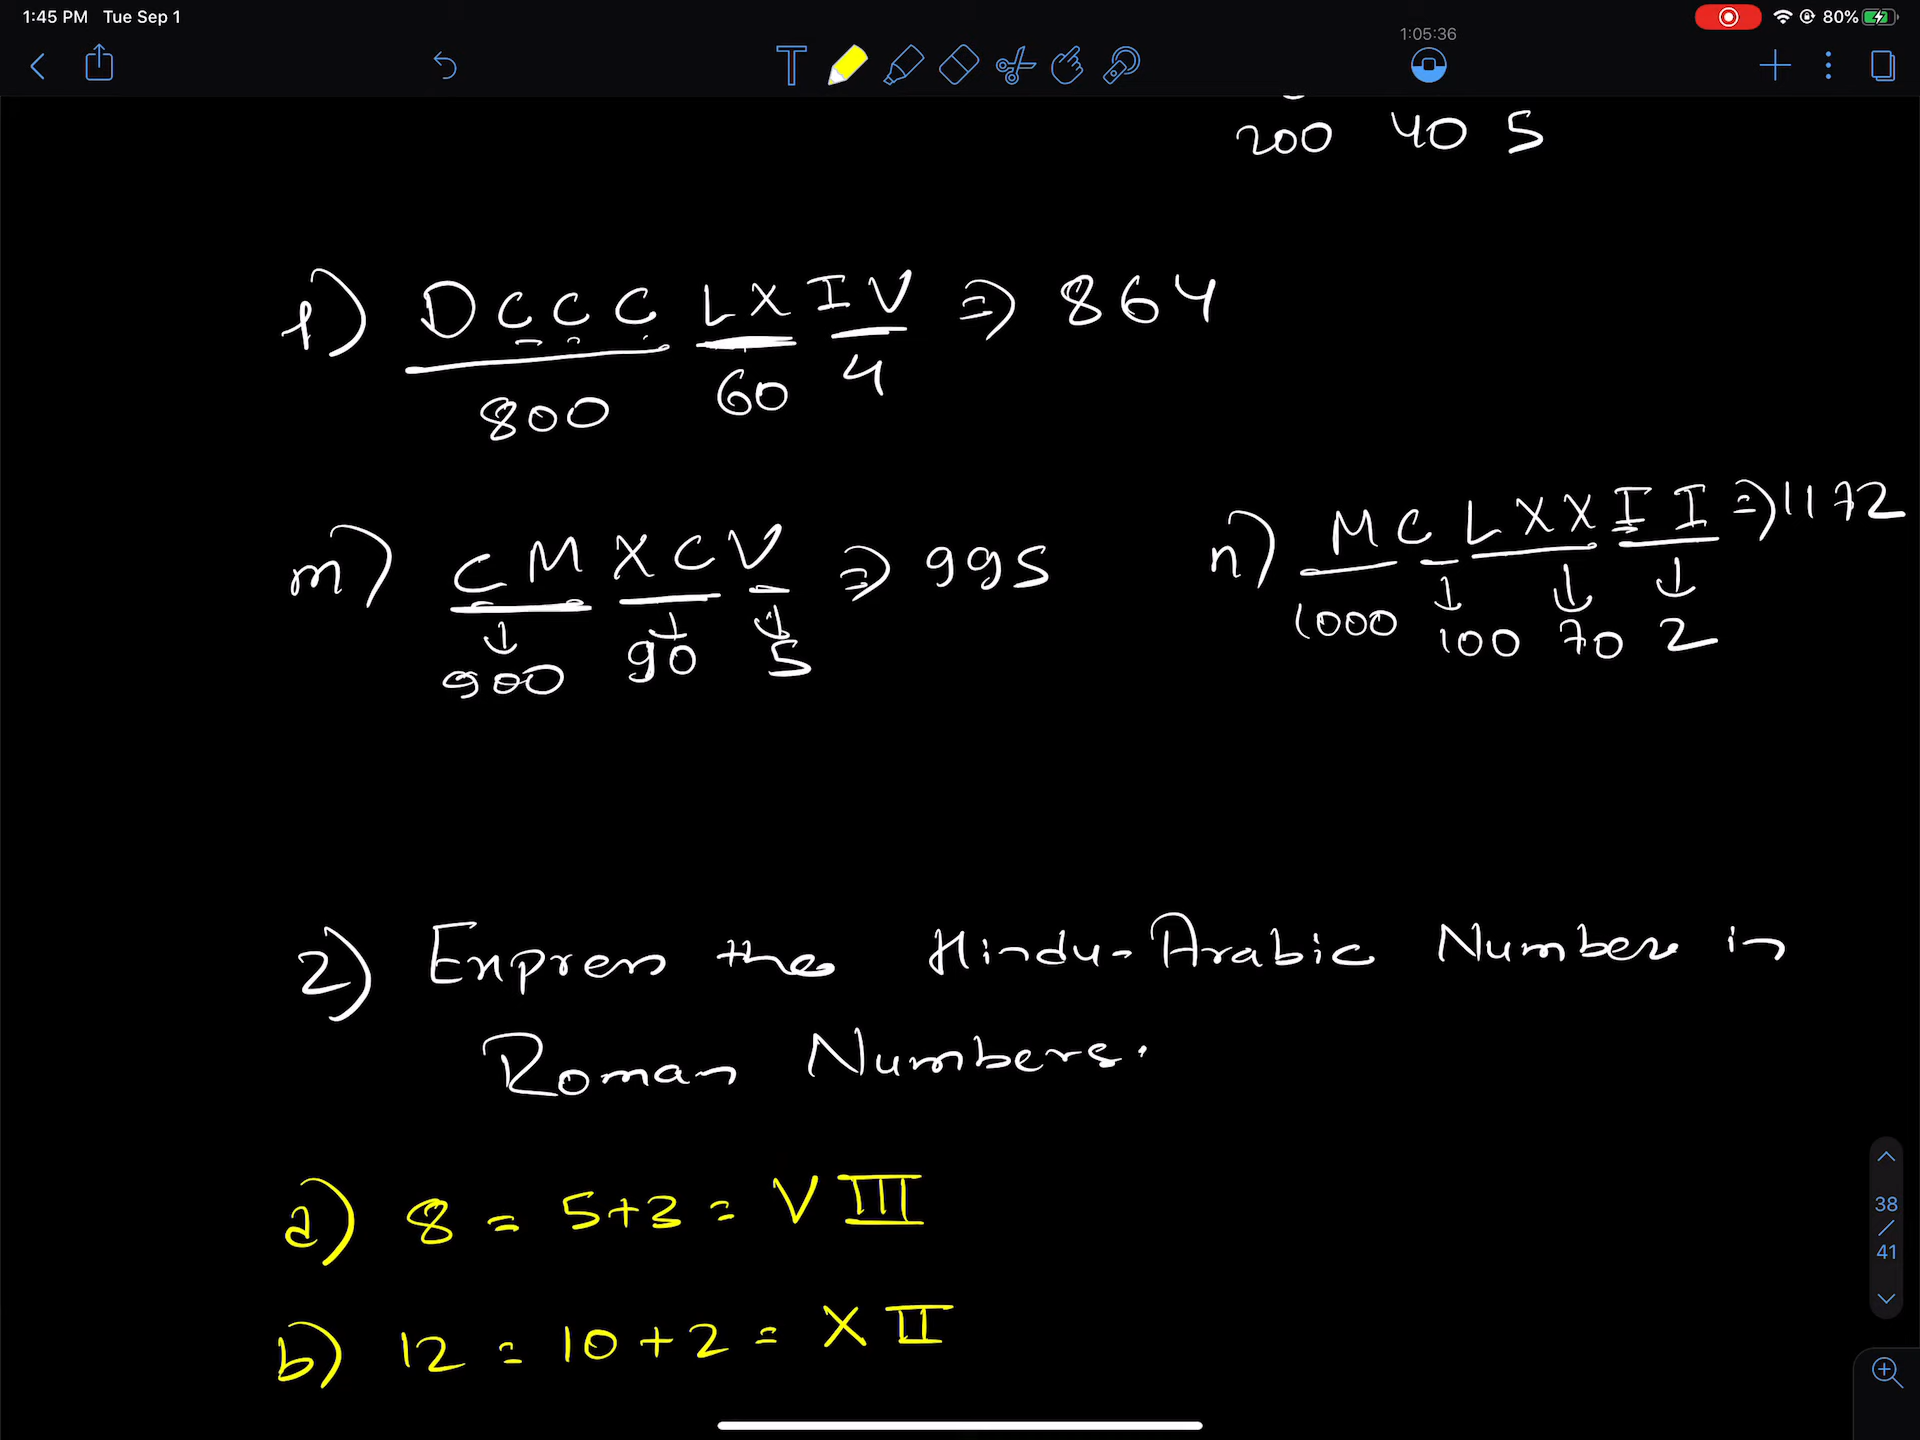 1:45 PM Tue Sep 1
80%
1:05:36
200 40 5
f) DCCC LX IV => 864
800 60 4
m) CM XC V => 995
900 90 5
n) M C LXX II => 1172
1000 100 70 2
2) Express the Hindu-Arabic Number in
Roman Numbers.
a) 8 = 5+3 = VIII
b) 12 = 10+2 = XII
38
/
41